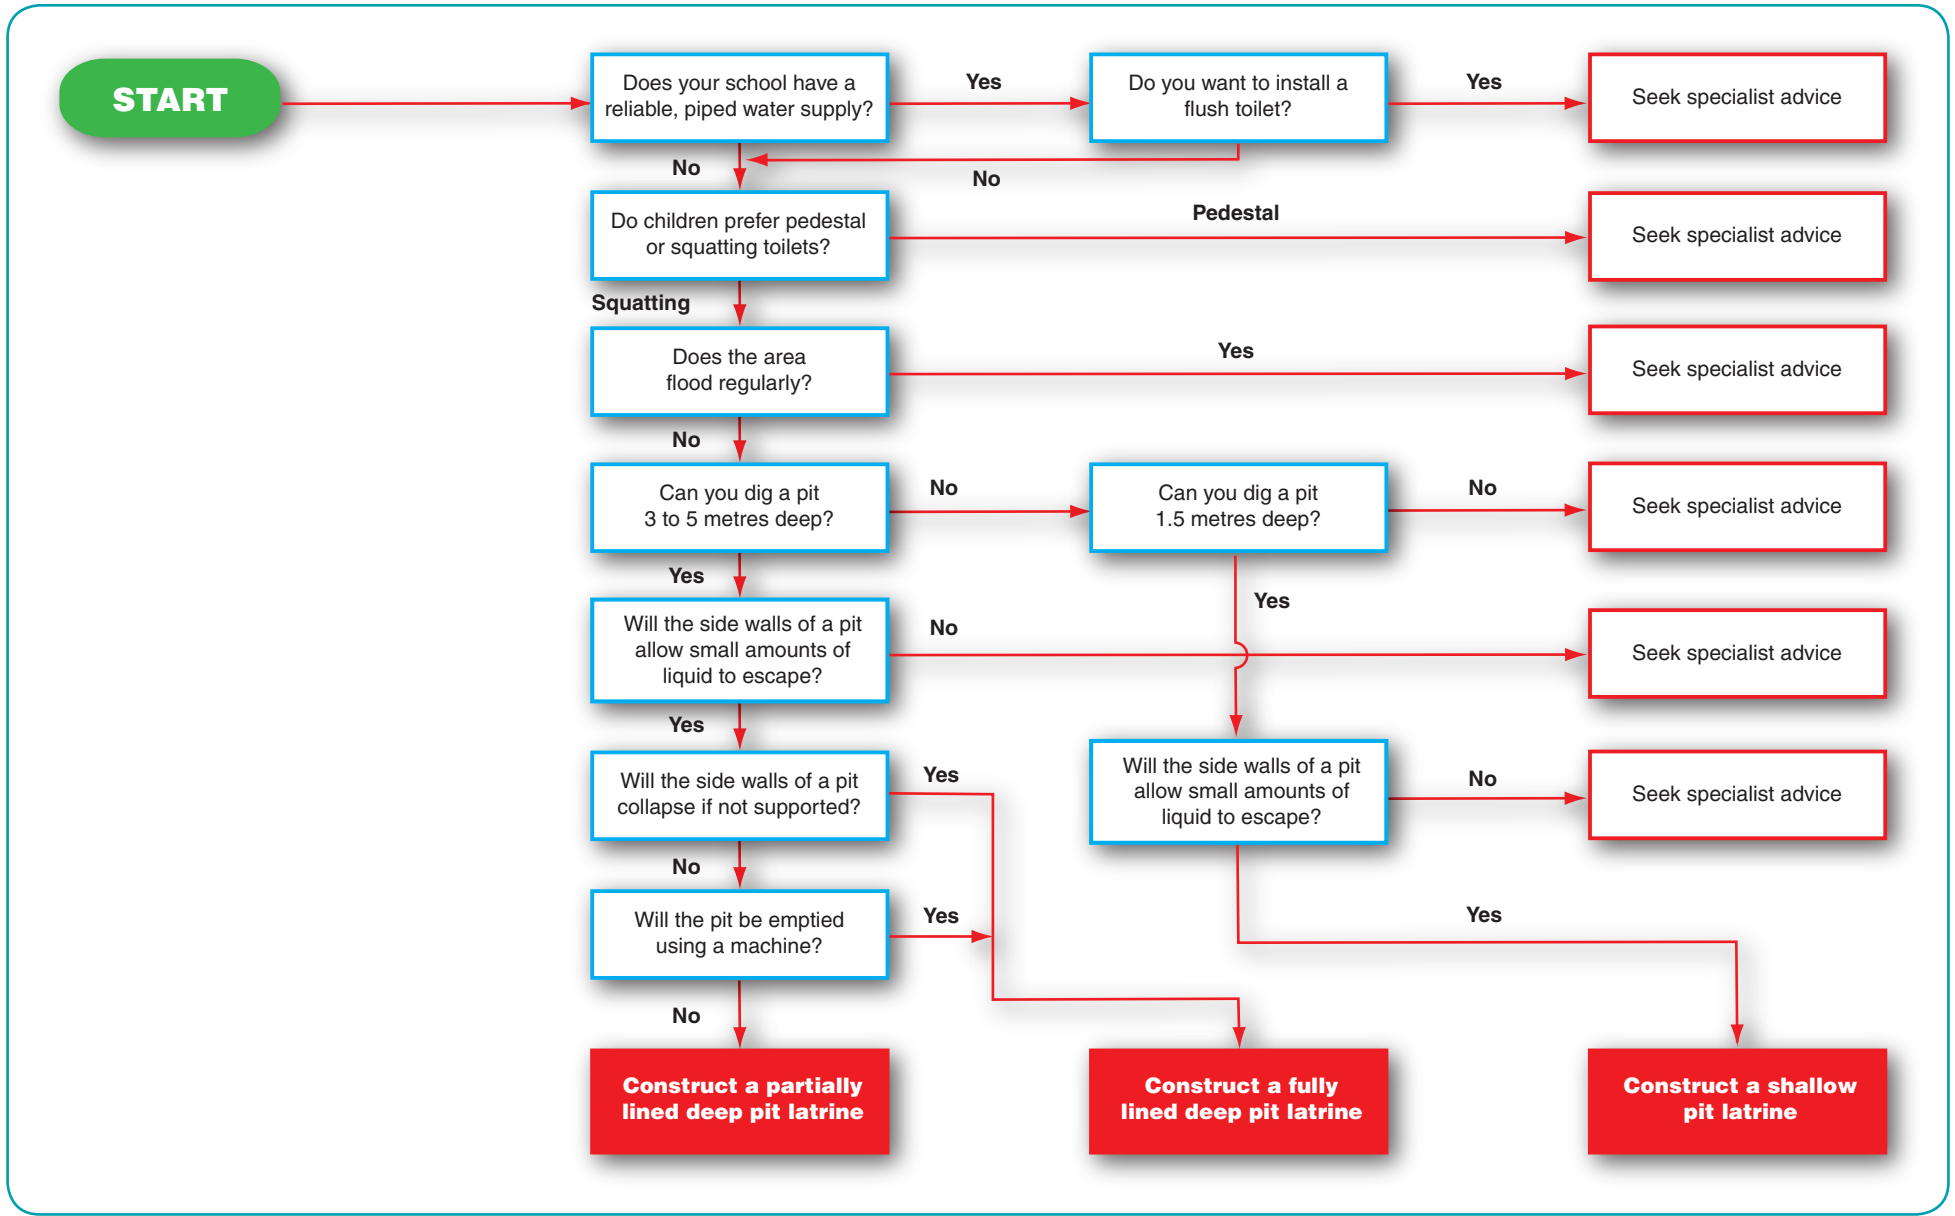 START
Does your school have a
reliable, piped water supply?
Yes
Do you want to install a
flush toilet?
Yes
Seek specialist advice
No
No
Do children prefer pedestal
or squatting toilets?
Pedestal
Seek specialist advice
Squatting
Does the area
flood regularly?
Yes
Seek specialist advice
No
Can you dig a pit
3 to 5 metres deep?
No
Can you dig a pit
1.5 metres deep?
No
Seek specialist advice
Yes
Yes
Will the side walls of a pit
allow small amounts of
liquid to escape?
No
Seek specialist advice
Yes
Will the side walls of a pit
collapse if not supported?
Yes
Will the side walls of a pit
allow small amounts of
liquid to escape?
No
Seek specialist advice
No
Will the pit be emptied
using a machine?
Yes
Yes
No
Construct a partially
lined deep pit latrine
Construct a fully
lined deep pit latrine
Construct a shallow
pit latrine